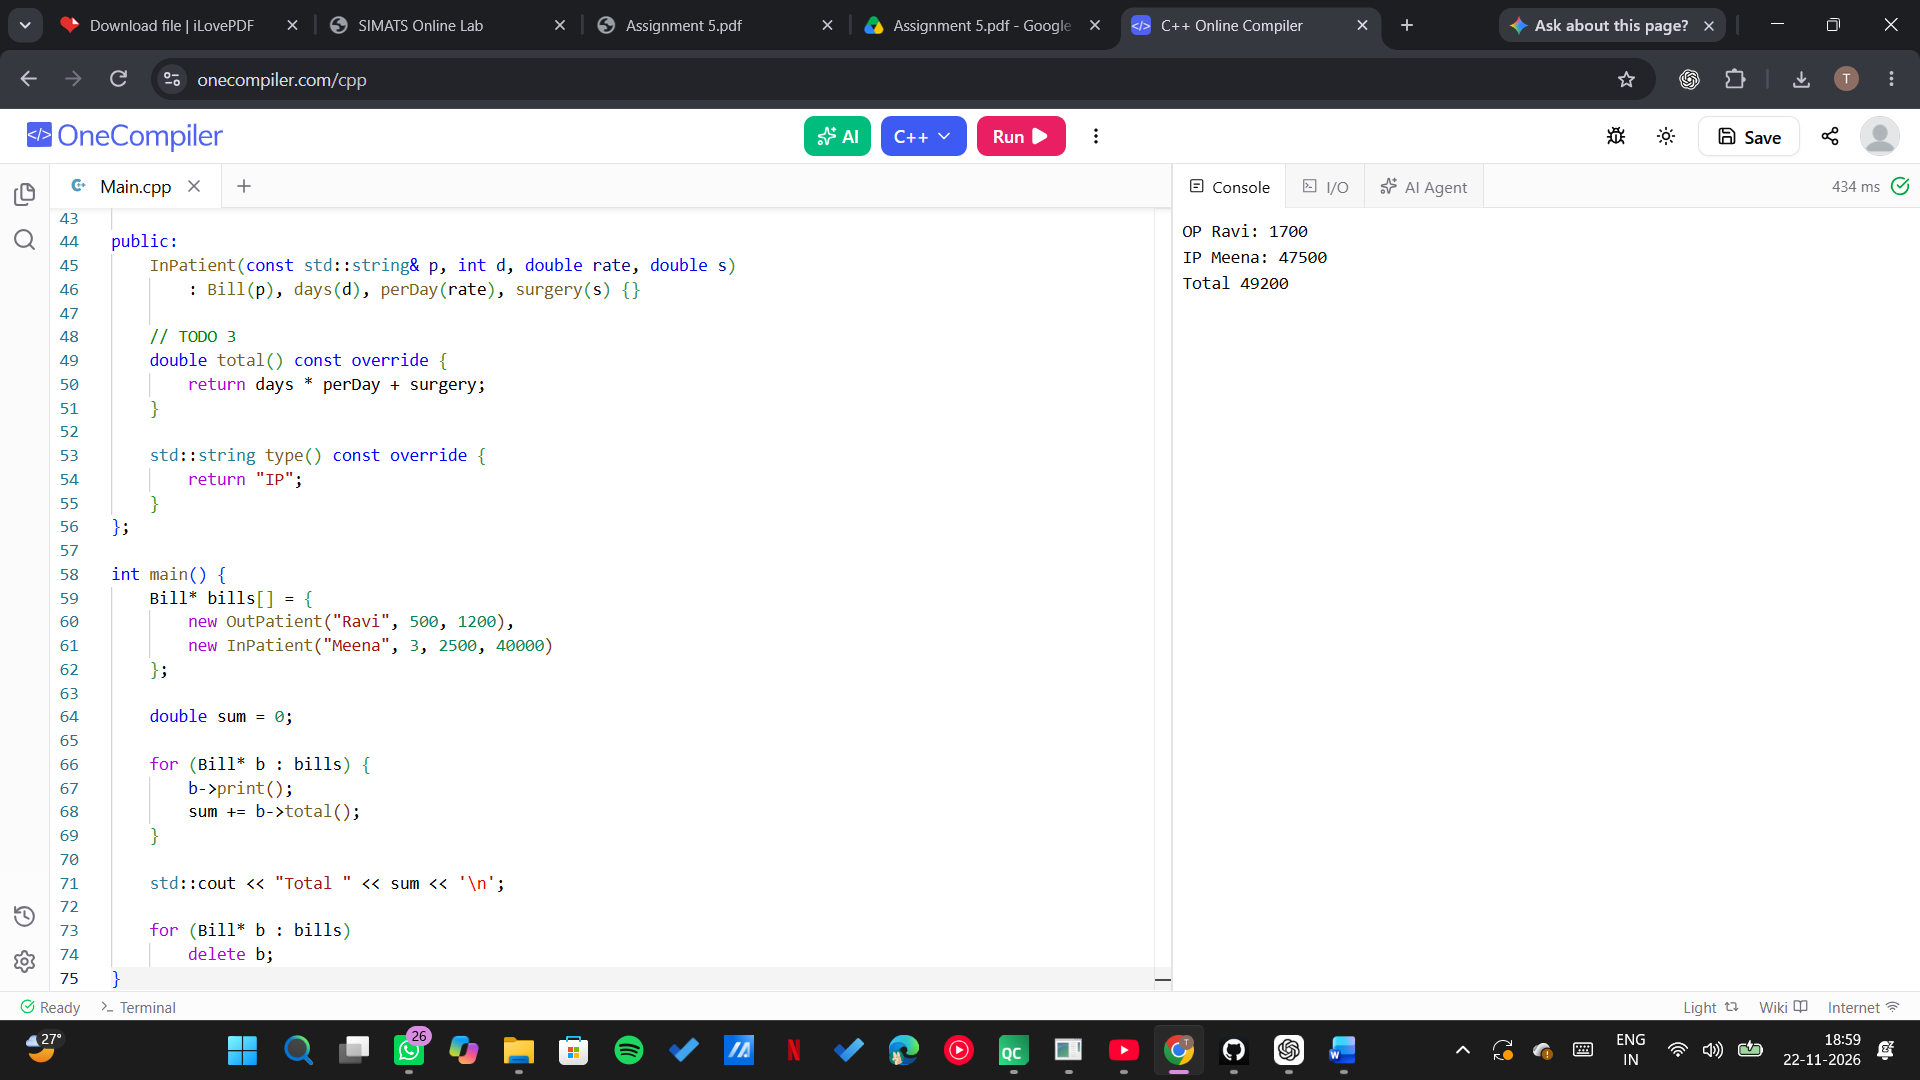 Download file | iLovePDF
SIMATS Online Lab
Assignment 5.pdf
Assignment 5.pdf - Google
C++ Online Compiler
Ask about this page?
onecompiler.com/cpp
T
</> OneCompiler
AI
C++
Run
Save
Main.cpp
Console
I/O
AI Agent
434 ms
43
44 public:
45     InPatient(const std::string& p, int d, double rate, double s)
46         : Bill(p), days(d), perDay(rate), surgery(s) {}
47
48     // TODO 3
49     double total() const override {
50         return days * perDay + surgery;
51     }
52
53     std::string type() const override {
54         return "IP";
55     }
56 };
57
58 int main() {
59     Bill* bills[] = {
60         new OutPatient("Ravi", 500, 1200),
61         new InPatient("Meena", 3, 2500, 40000)
62     };
63
64     double sum = 0;
65
66     for (Bill* b : bills) {
67         b->print();
68         sum += b->total();
69     }
70
71     std::cout << "Total " << sum << '\n';
72
73     for (Bill* b : bills)
74         delete b;
75 }
OP Ravi: 1700
IP Meena: 47500
Total 49200
Ready
Terminal
Light
Wiki
Internet
27°
26
QC
N
W
ENG
IN
18:59
22-11-2026